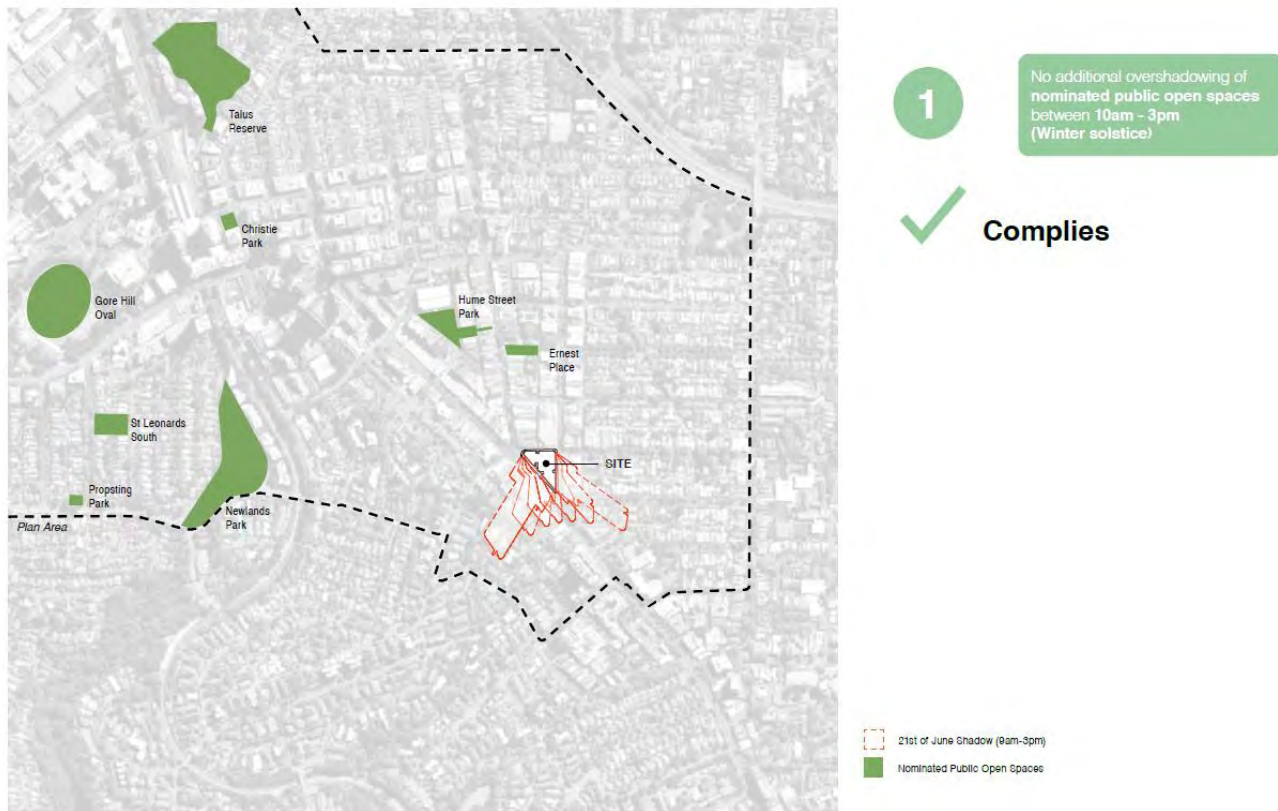 Talus
Reserve
Christie
Park
Gore Hill
Oval
Hume Street
Park
Ernest
Place
St Leonards
South
SITE
Propsting
Park
Newlands
Park
Plan Area
1
No additional overshadowing of
nominated public open spaces
between 10am - 3pm
(Winter solstice)
Complies
21st of June Shadow (9am-3pm)
Nominated Public Open Spaces